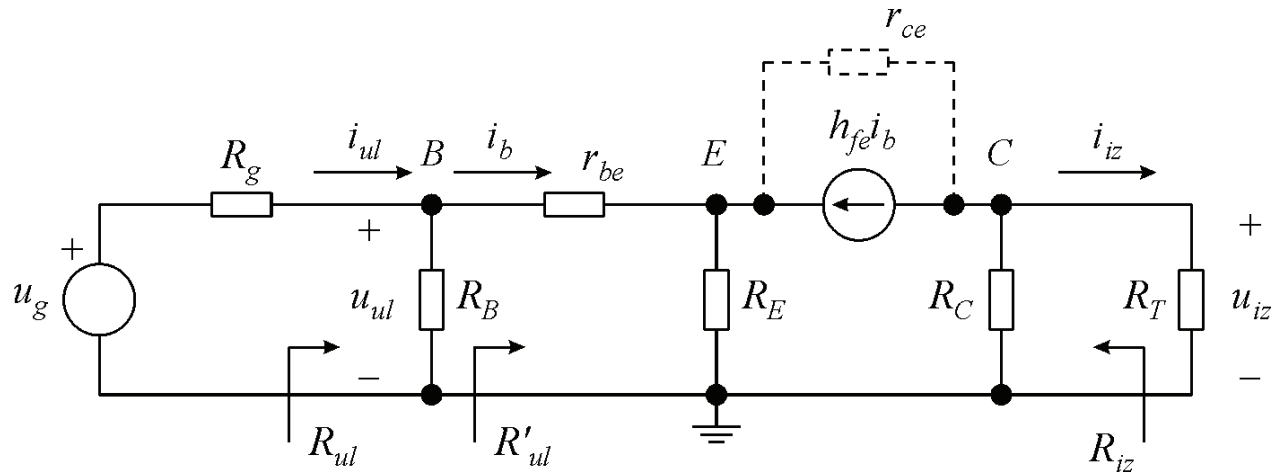 r_ce
i_ul B i_b E h_fe i_b C i_iz
R_g r_be
+ + +
u_g u_ul R_B R_E R_C R_T u_iz
− −
R_ul R'_ul R_iz